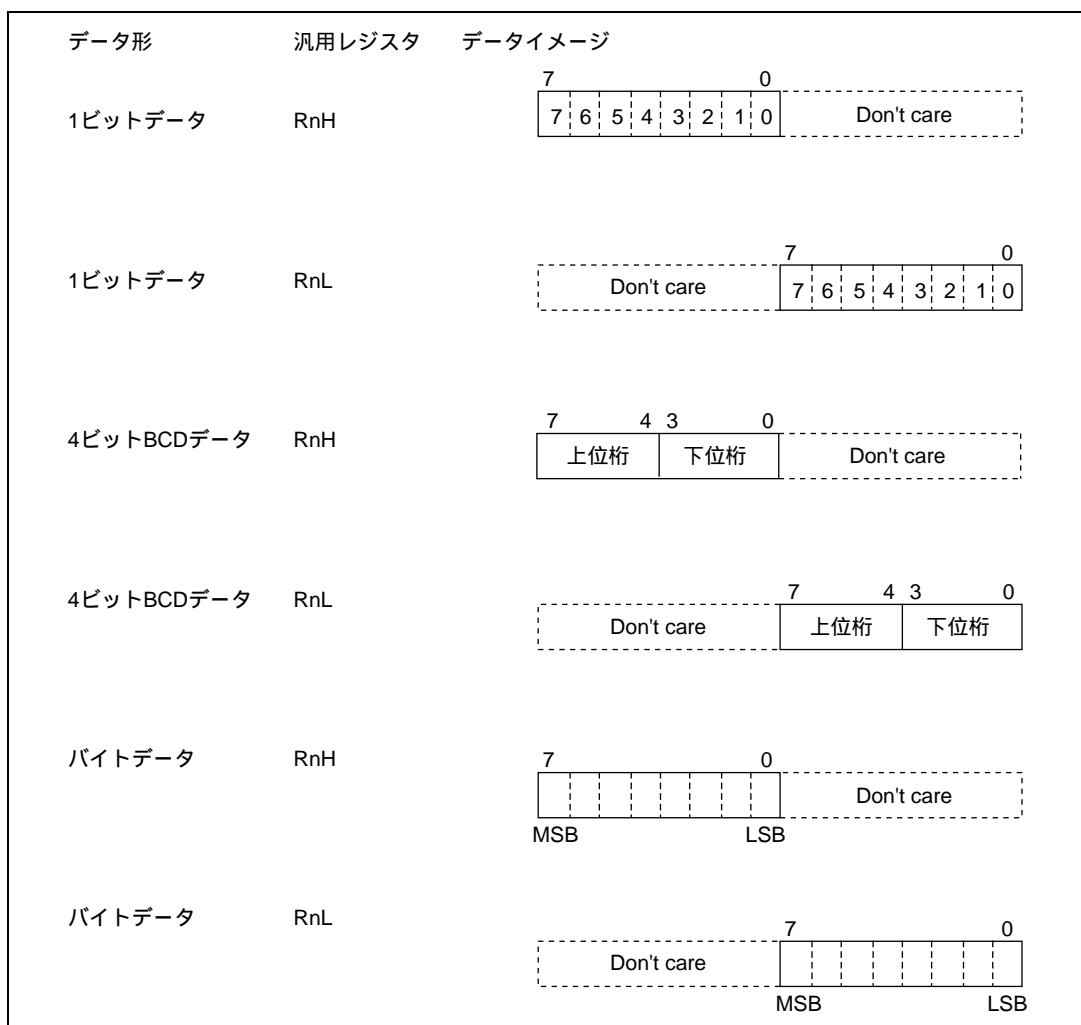 データ形 汎用レジスタ データイメージ
7 0
1ビットデータ RnH 7 6 5 4 3 2 1 0 Don't care
7 0
1ビットデータ RnL Don't care 7 6 5 4 3 2 1 0
7 4 3 0
4ビットBCDデータ RnH 上位桁 下位桁 Don't care
7 4 3 0
4ビットBCDデータ RnL Don't care 上位桁 下位桁
バイトデータ RnH 7 0
Don't care
MSB LSB
バイトデータ RnL 7 0
Don't care
MSB LSB